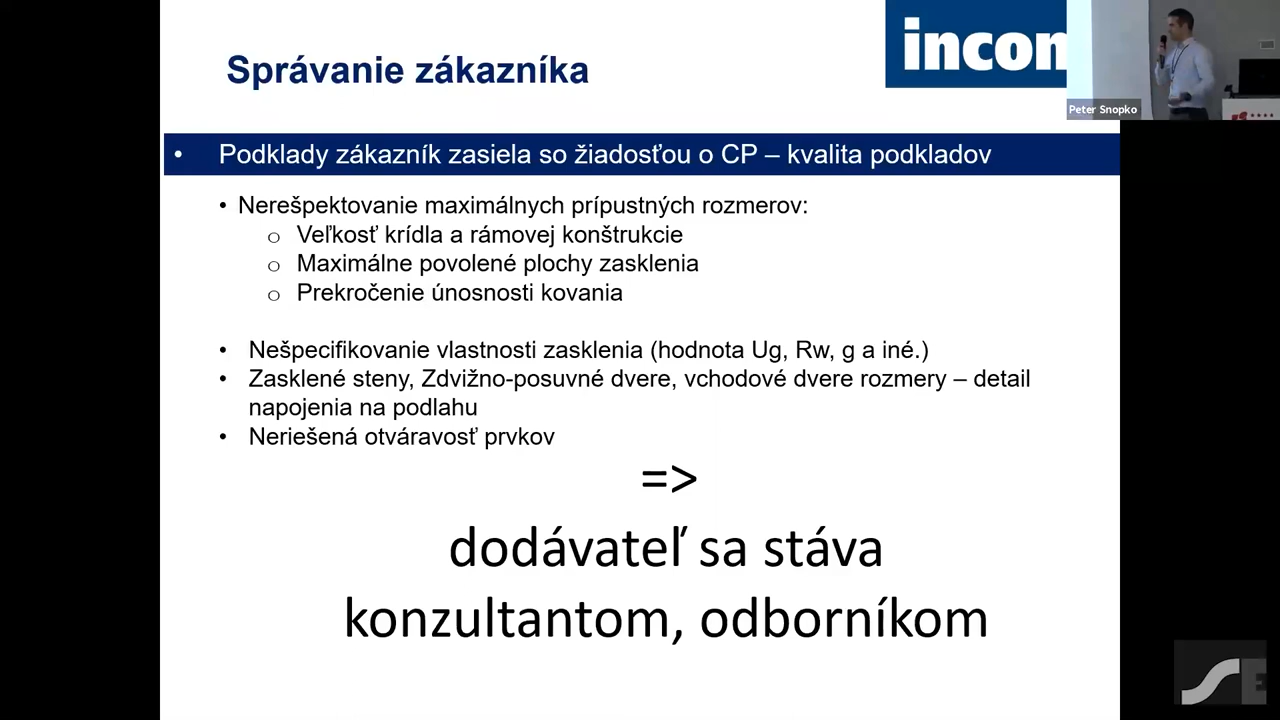 Správanie zákazníka
incon
Peter Snopko
• Podklady zákazník zasiela so žiadosťou o CP – kvalita podkladov
• Nerešpektovanie maximálnych prípustných rozmerov:
o Veľkosť krídla a rámovej konštrukcie
o Maximálne povolené plochy zasklenia
o Prekročenie únosnosti kovania
• Nešpecifikovanie vlastnosti zasklenia (hodnota Ug, Rw, g a iné.)
• Zasklené steny, Zdvižno-posuvné dvere, vchodové dvere rozmery – detail
napojenia na podlahu
• Neriešená otváravosť prvkov
=>
dodávateľ sa stáva
konzultantom, odborníkom
SE